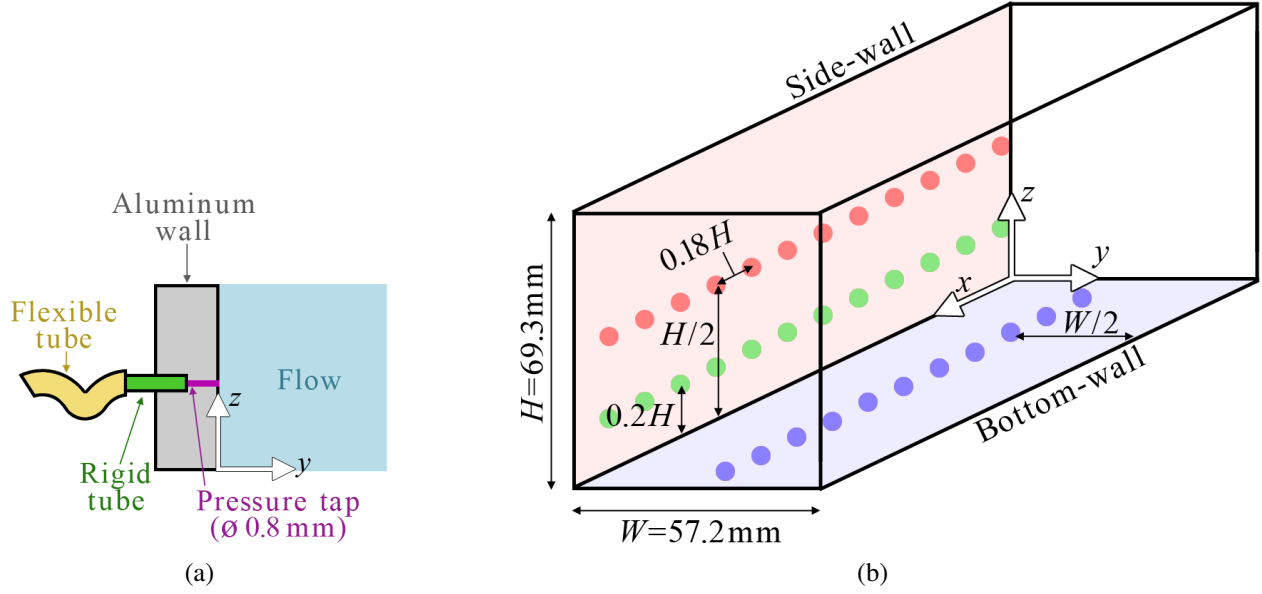 Aluminum
wall
Flexible
tube
Flow
z
y
Rigid
tube
Pressure tap
(ø 0.8 mm)
(a)
Side-wall
0.18H
H/2
0.2H
H=69.3mm
W=57.2mm
z
y
x
W/2
Bottom-wall
(b)